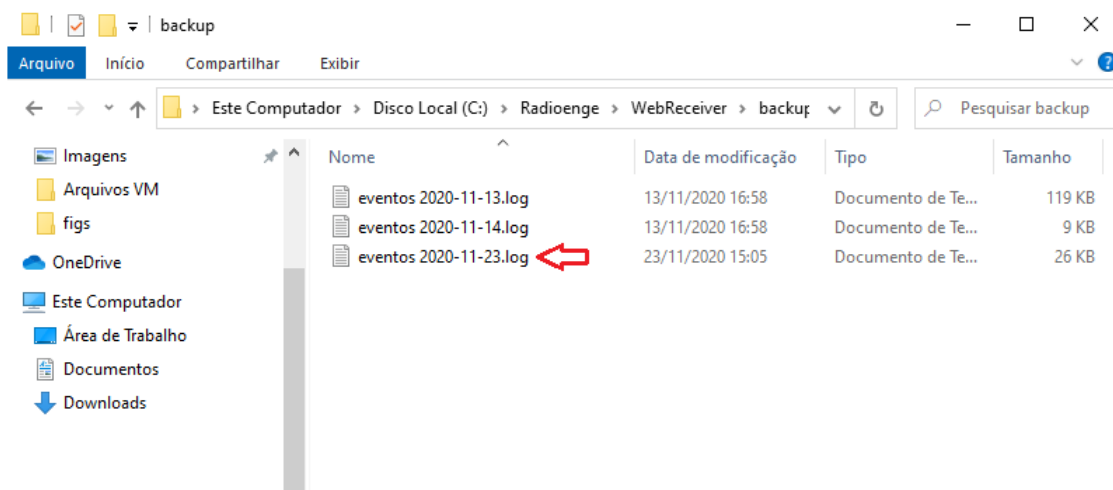 backup
Arquivo Início Compartilhar Exibir
Este Computador Disco Local (C:) Radioenge WebReceiver backup Pesquisar backup
Imagens
Arquivos VM
figs
OneDrive
Este Computador
Área de Trabalho
Documentos
Downloads
Nome Data de modificação Tipo Tamanho
eventos 2020-11-13.log 13/11/2020 16:58 Documento de Te... 119 KB
eventos 2020-11-14.log 13/11/2020 16:58 Documento de Te... 9 KB
eventos 2020-11-23.log 23/11/2020 15:05 Documento de Te... 26 KB